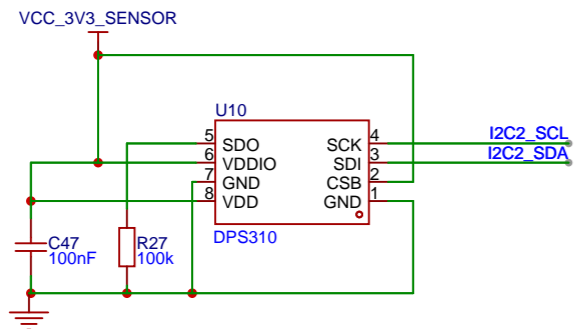 VCC_3V3_SENSOR
U10
5 SDO SCK 4 I2C2_SCL
6 VDDIO SDI 3 I2C2_SDA
7 GND CSB 2
8 VDD GND 1
DPS310
C47
100nF
R27
100k